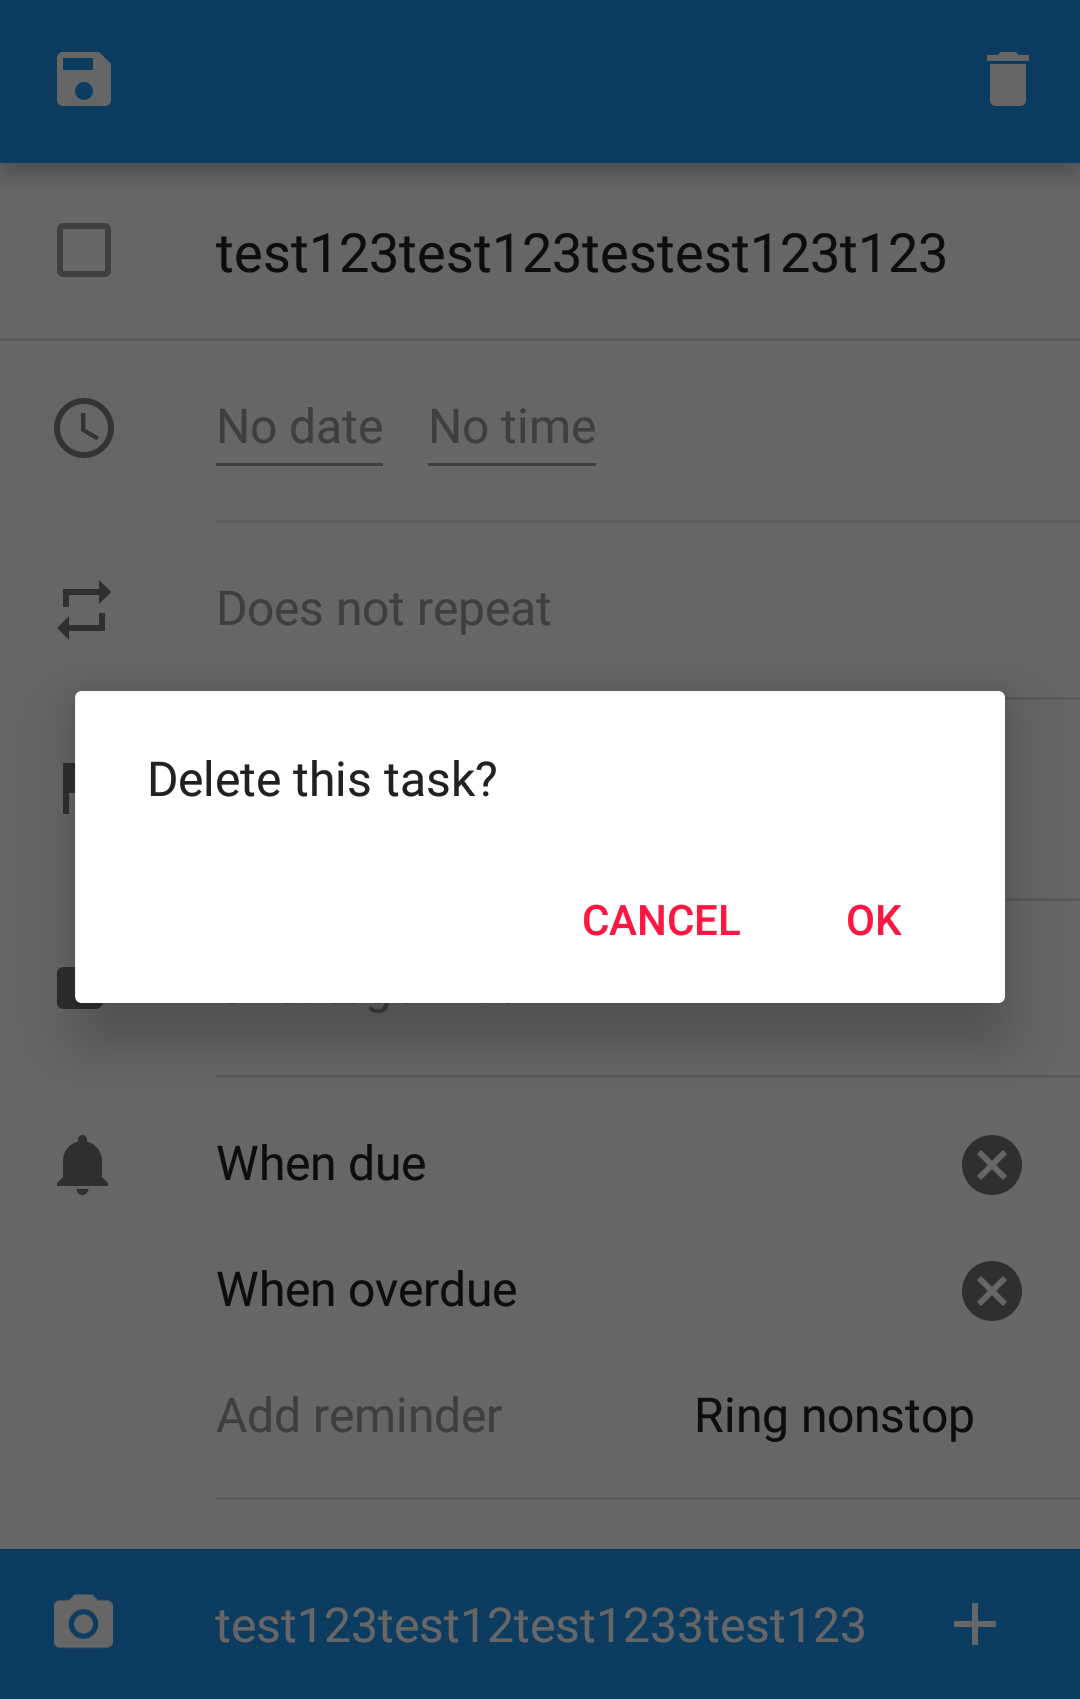 test123test123testest123t123
No date No time
Does not repeat
Delete this task?
CANCEL OK
When due
When overdue
Add reminder Ring nonstop
test123test12test1233test123